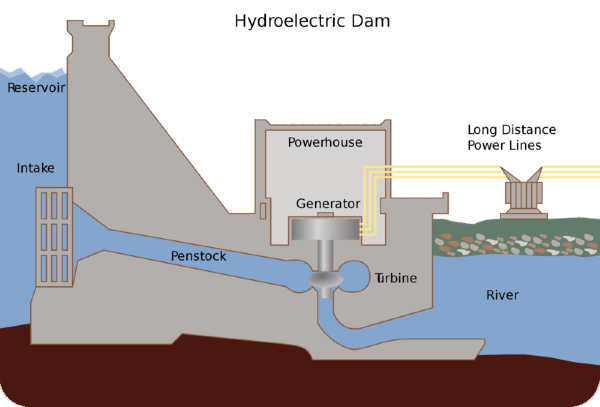 Hydroelectric Dam
Reservoir
Intake
Powerhouse
Long Distance
Power Lines
Generator
Penstock
Turbine
River